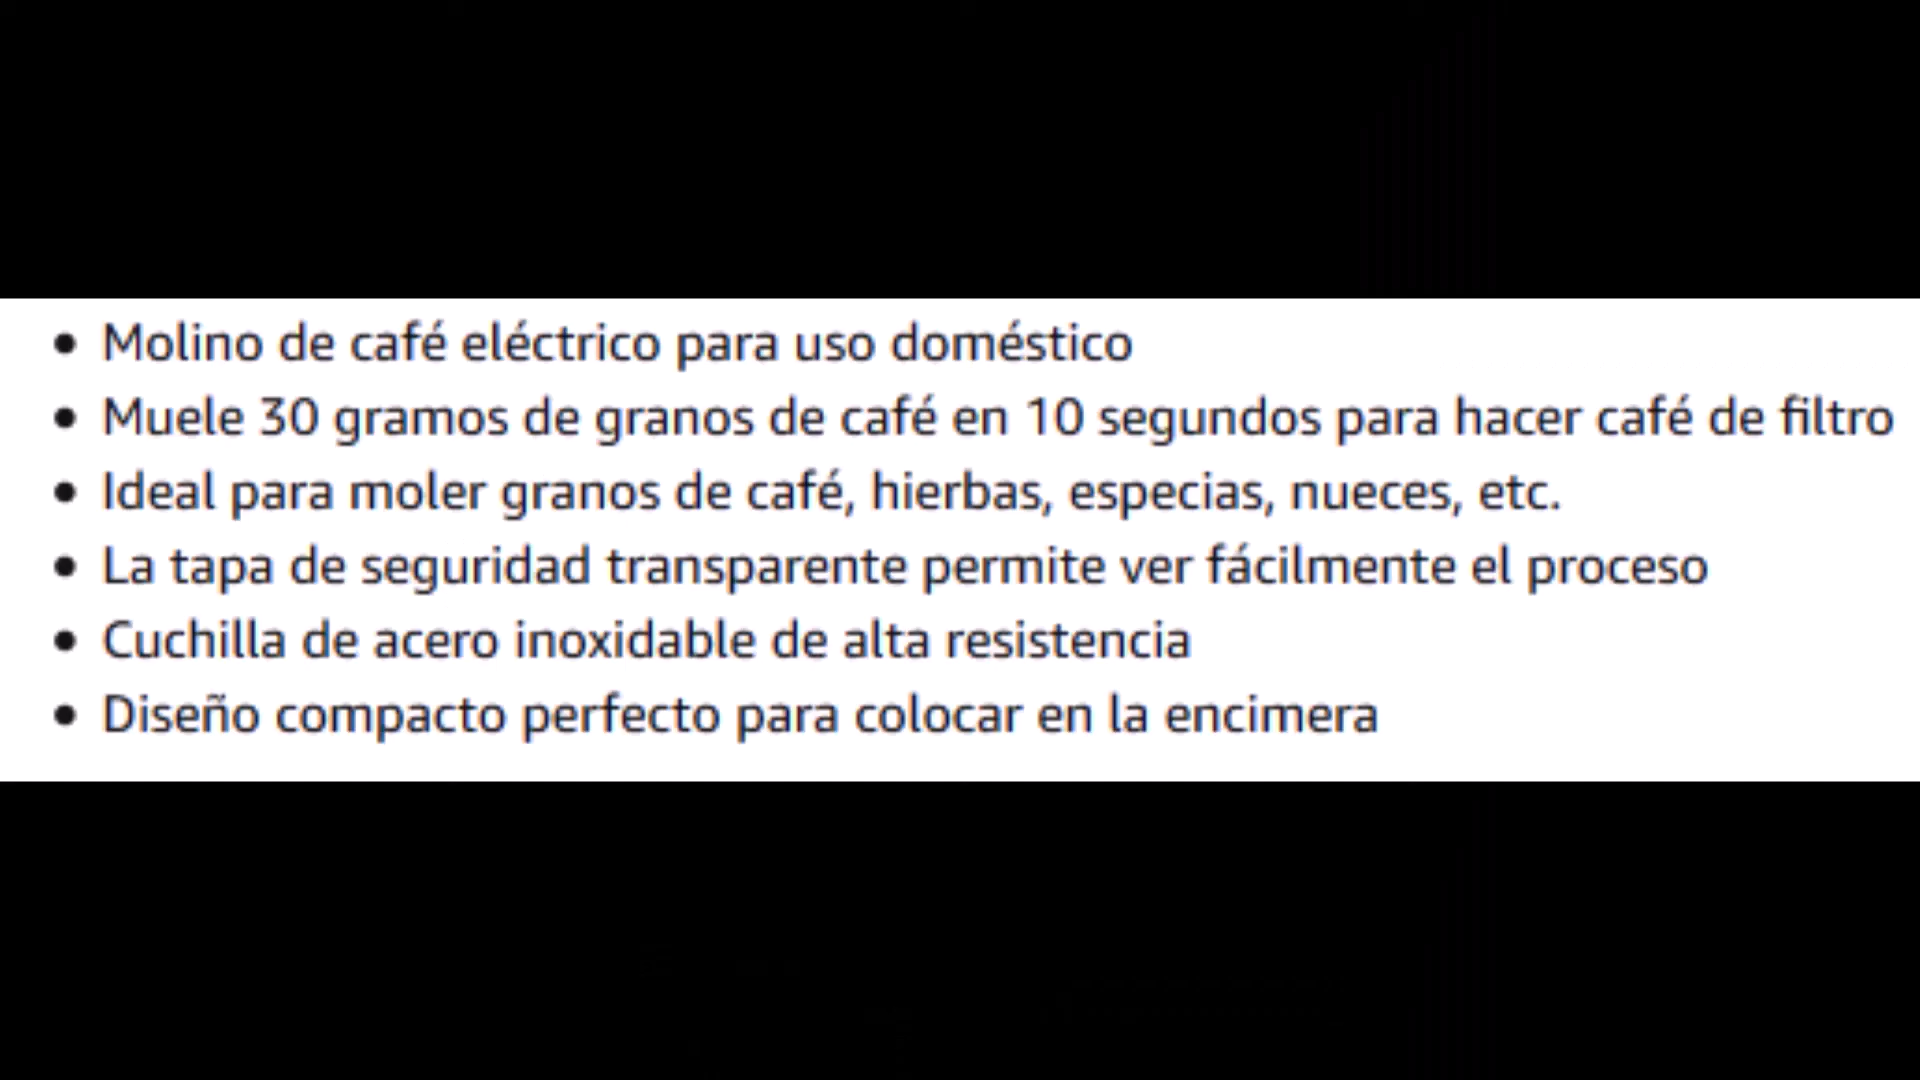 • Molino de café eléctrico para uso doméstico
• Muele 30 gramos de granos de café en 10 segundos para hacer café de filtro
• Ideal para moler granos de café, hierbas, especias, nueces, etc.
• La tapa de seguridad transparente permite ver fácilmente el proceso
• Cuchilla de acero inoxidable de alta resistencia
• Diseño compacto perfecto para colocar en la encimera